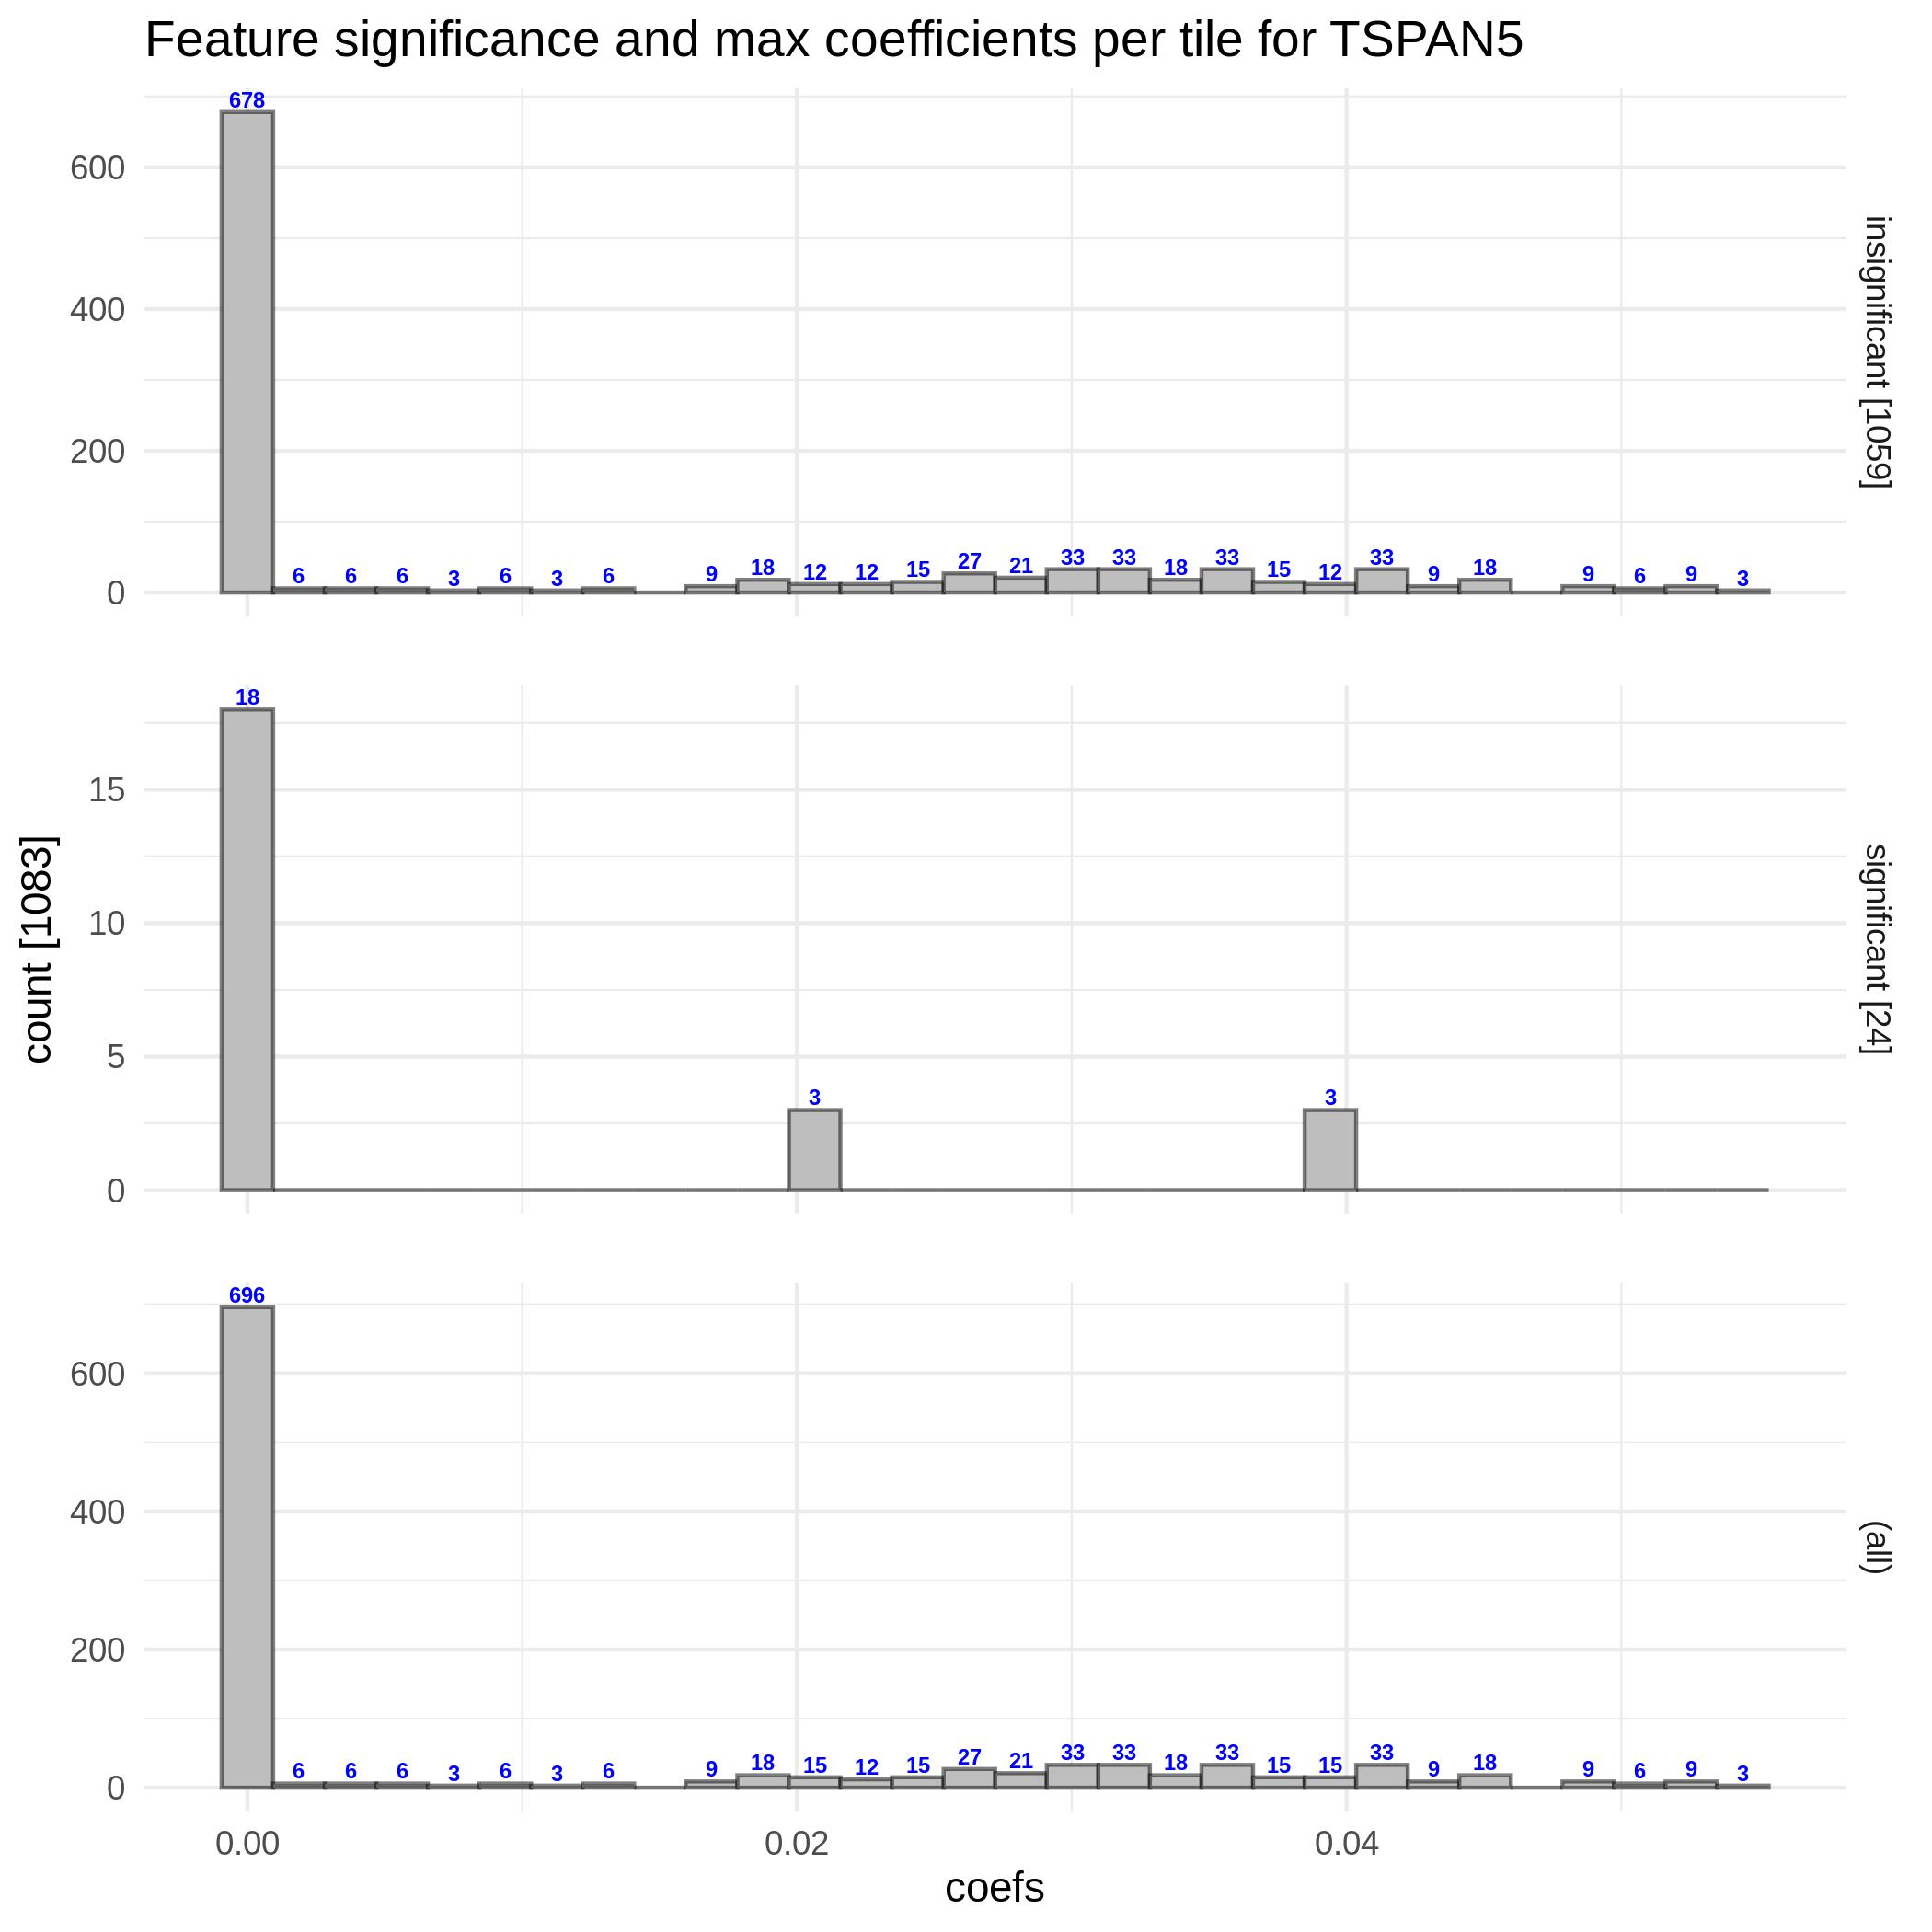 Feature significance and max coefficients per tile for TSPAN5
678
600
400
200
0
6 6 6 3 6 3 6 9 18 12 12 15 27 21 33 33 18 33 15 12 33 9 18 9 6 9 3
insignificant [1059]
18
15
10
5
0
3 3
significant [24]
count [1083]
696
600
400
200
0
6 6 6 3 6 3 6 9 18 15 12 15 27 21 33 33 18 33 15 15 33 9 18 9 6 9 3
(all)
0.00 0.02 0.04
coefs